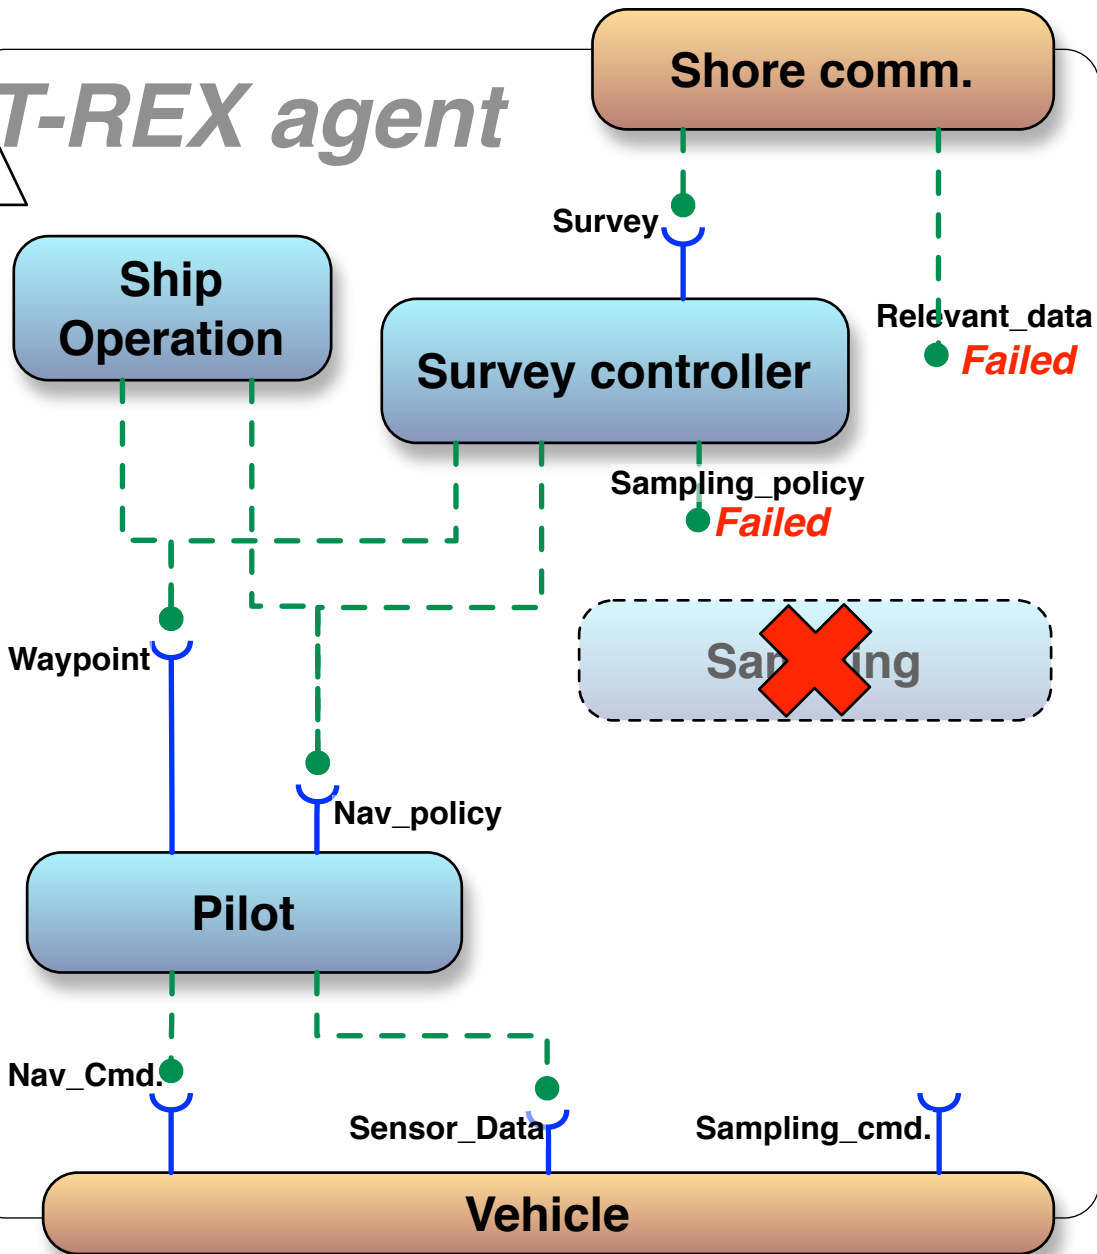 T-REX agent
Shore comm.
Survey
Ship
Operation
Relevant_data
Failed
Survey controller
Sampling_policy
Failed
Waypoint
Nav_policy
Pilot
Nav_Cmd.
Sensor_Data
Sampling_cmd.
Vehicle